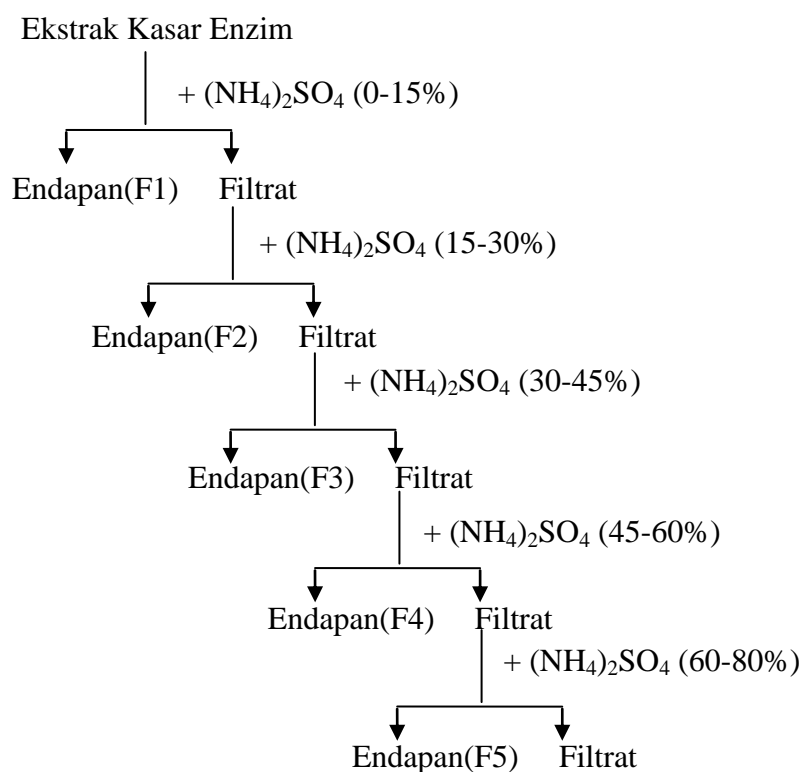 Ekstrak Kasar Enzim
+ (NH₄)₂SO₄ (0-15%)
Endapan(F1) Filtrat
+ (NH₄)₂SO₄ (15-30%)
Endapan(F2) Filtrat
+ (NH₄)₂SO₄ (30-45%)
Endapan(F3) Filtrat
+ (NH₄)₂SO₄ (45-60%)
Endapan(F4) Filtrat
+ (NH₄)₂SO₄ (60-80%)
Endapan(F5) Filtrat